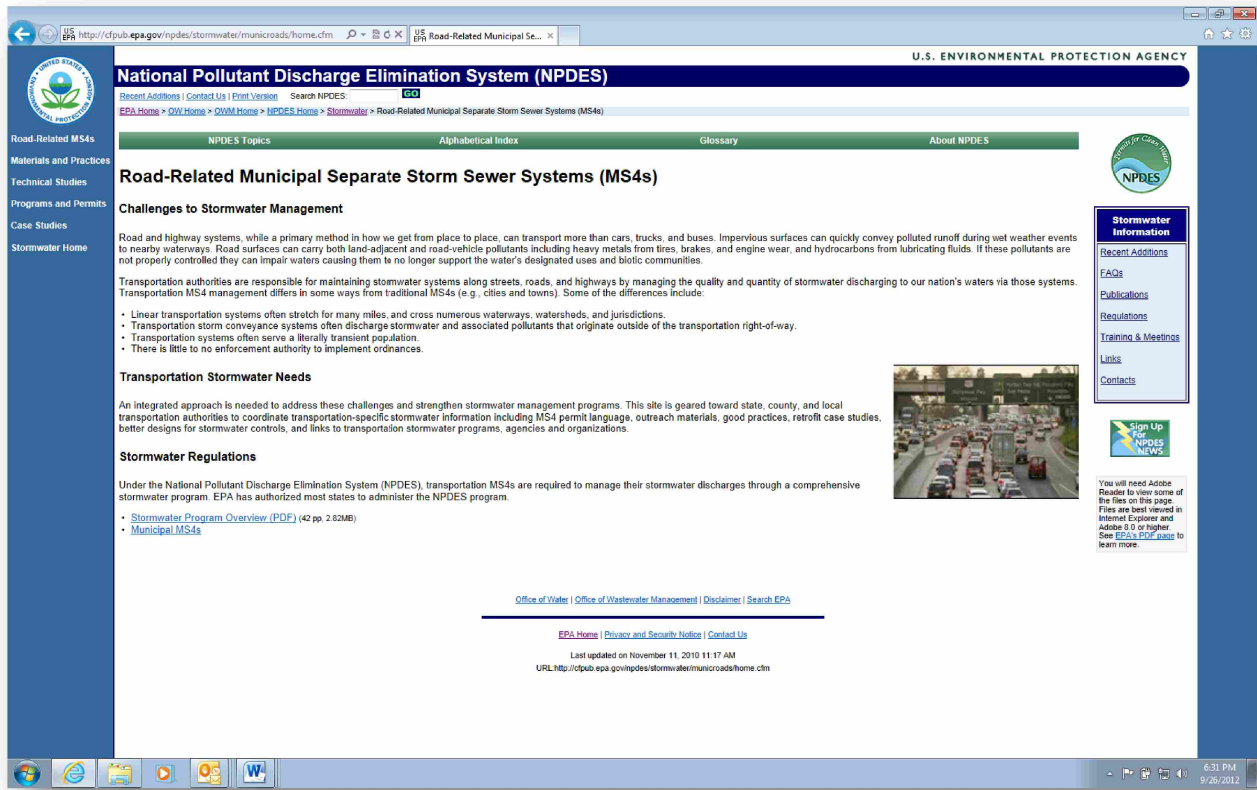 http://cfpub.epa.gov/npdes/stormwater/municroads/home.cfm
US EPA Road-Related Municipal Se...
U.S. ENVIRONMENTAL PROTECTION AGENCY
National Pollutant Discharge Elimination System (NPDES)
Recent Additions | Contact Us | Print Version Search NPDES: GO
EPA Home > OW Home > OWM Home > NPDES Home > Stormwater > Road-Related Municipal Separate Storm Sewer Systems (MS4s)
Road-Related MS4s
Materials and Practices
Technical Studies
Programs and Permits
Case Studies
Stormwater Home
NPDES Topics Alphabetical Index Glossary About NPDES
Road-Related Municipal Separate Storm Sewer Systems (MS4s)
Challenges to Stormwater Management
Road and highway systems, while a primary method in how we get from place to place, can transport more than cars, trucks, and buses. Impervious surfaces can quickly convey polluted runoff during wet weather events
to nearby waterways. Road surfaces can carry both land-adjacent and road-vehicle pollutants including heavy metals from tires, brakes, and engine wear, and hydrocarbons from lubricating fluids. If these pollutants are
not properly controlled they can impair waters causing them to no longer support the water's designated uses and biotic communities.
Transportation authorities are responsible for maintaining stormwater systems along streets, roads, and highways by managing the quality and quantity of stormwater discharging to our nation's waters via those systems.
Transportation MS4 management differs in some ways from traditional MS4s (e.g., cities and towns). Some of the differences include:
• Linear transportation systems often stretch for many miles, and cross numerous waterways, watersheds, and jurisdictions.
• Transportation storm conveyance systems often discharge stormwater and associated pollutants that originate outside of the transportation right-of-way.
• Transportation systems often serve a literally transient population.
• There is little to no enforcement authority to implement ordinances.
Transportation Stormwater Needs
An integrated approach is needed to address these challenges and strengthen stormwater management programs. This site is geared toward state, county, and local
transportation authorities to coordinate transportation-specific stormwater information including MS4 permit language, outreach materials, good practices, retrofit case studies,
better designs for stormwater controls, and links to transportation stormwater programs, agencies and organizations.
Stormwater Regulations
Under the National Pollutant Discharge Elimination System (NPDES), transportation MS4s are required to manage their stormwater discharges through a comprehensive
stormwater program. EPA has authorized most states to administer the NPDES program.
• Stormwater Program Overview (PDF) (42 pp, 2.82MB)
• Municipal MS4s
Permits for Clean Water
NPDES
Stormwater
Information
Recent Additions
FAQs
Publications
Regulations
Training & Meetings
Links
Contacts
Sign Up
For
NPDES
NEWS
You will need Adobe
Reader to view some of
the files on this page.
Files are best viewed in
Internet Explorer and
Adobe 8.0 or higher.
See EPA's PDF page to
learn more.
Office of Water | Office of Wastewater Management | Disclaimer | Search EPA
EPA Home | Privacy and Security Notice | Contact Us
Last updated on November 11, 2010 11:17 AM
URL:http://cfpub.epa.gov/npdes/stormwater/municroads/home.cfm
6:31 PM
9/26/2012